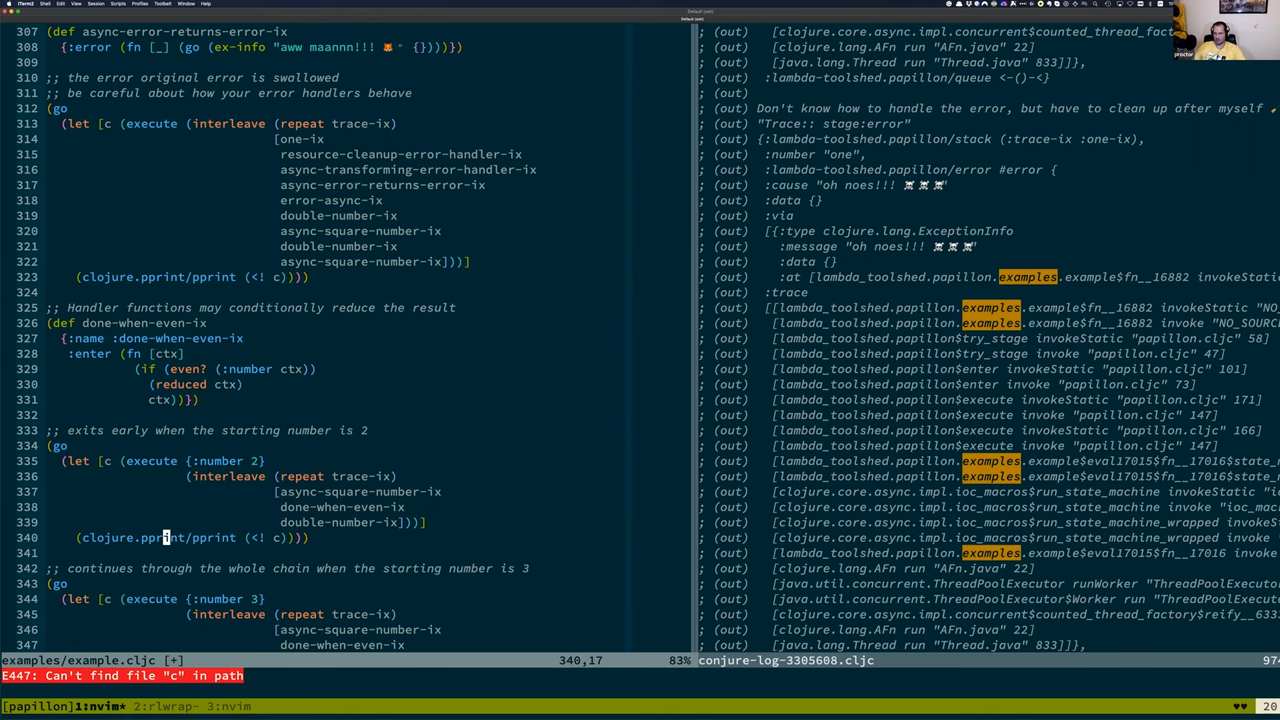 iTerm2 Shell Edit View Session Scripts Profiles Toolbelt Window Help
Default (ssh)
Default (ssh)
307 (def async-error-returns-error-ix
308   {:error (fn [_] (go (ex-info "aww maannn!!! 🦊" {})))})
309
310 ;; the error original error is swallowed
311 ;; be careful about how your error handlers behave
312 (go
313   (let [c (execute (interleave (repeat trace-ix)
314 [one-ix
315 resource-cleanup-error-handler-ix
316 async-transforming-error-handler-ix
317 async-error-returns-error-ix
318 error-async-ix
319 double-number-ix
320 async-square-number-ix
321 double-number-ix
322 async-square-number-ix]))]
323     (clojure.pprint/pprint (<! c))))
324
325 ;; Handler functions may conditionally reduce the result
326 (def done-when-even-ix
327   {:name :done-when-even-ix
328    :enter (fn [ctx]
329 (if (even? (:number ctx))
330 (reduced ctx)
331 ctx))})
332
333 ;; exits early when the starting number is 2
334 (go
335   (let [c (execute {:number 2}
336 (interleave (repeat trace-ix)
337 [async-square-number-ix
338 done-when-even-ix
339 double-number-ix]))]
340     (clojure.pprint/pprint (<! c))))
341
342 ;; continues through the whole chain when the starting number is 3
343 (go
344   (let [c (execute {:number 3}
345 (interleave (repeat trace-ix)
346 [async-square-number-ix
347 done-when-even-ix
examples/example.cljc [+] 340,17 83%
; (out) [clojure.core.async.impl.concurrent$counted_thread_fact
; (out) [clojure.lang.AFn run "AFn.java" 22]
; (out) [java.lang.Thread run "Thread.java" 833]]},
; (out) :lambda-toolshed.papillon/queue <-()-<}
; (out)
; (out) Don't know how to handle the error, but have to clean up after myself
; (out) "Trace:: stage:error"
; (out) {:lambda-toolshed.papillon/stack (:trace-ix :one-ix),
; (out) :number "one",
; (out) :lambda-toolshed.papillon/error #error {
; (out) :cause "oh noes!!! ☠️☠️☠️"
; (out) :data {}
; (out) :via
; (out) [{:type clojure.lang.ExceptionInfo
; (out) :message "oh noes!!! ☠️☠️☠️"
; (out) :data {}
; (out) :at [lambda_toolshed.papillon.examples.example$fn__16882 invokeStatic
; (out) :trace
; (out) [[lambda_toolshed.papillon.examples.example$fn__16882 invokeStatic "NO_
; (out) [lambda_toolshed.papillon.examples.example$fn__16882 invoke "NO_SOURC
; (out) [lambda_toolshed.papillon$try_stage invokeStatic "papillon.cljc" 58]
; (out) [lambda_toolshed.papillon$try_stage invoke "papillon.cljc" 47]
; (out) [lambda_toolshed.papillon$enter invokeStatic "papillon.cljc" 101]
; (out) [lambda_toolshed.papillon$enter invoke "papillon.cljc" 73]
; (out) [lambda_toolshed.papillon$execute invokeStatic "papillon.cljc" 171]
; (out) [lambda_toolshed.papillon$execute invoke "papillon.cljc" 147]
; (out) [lambda_toolshed.papillon$execute invokeStatic "papillon.cljc" 166]
; (out) [lambda_toolshed.papillon$execute invoke "papillon.cljc" 147]
; (out) [lambda_toolshed.papillon.examples.example$eval17015$fn__17016$state_m
; (out) [lambda_toolshed.papillon.examples.example$eval17015$fn__17016 invoke
; (out) [clojure.core.async.impl.ioc_macros$run_state_machine invokeStatic "io
; (out) [clojure.core.async.impl.ioc_macros$run_state_machine invoke "ioc_mac
; (out) [clojure.core.async.impl.ioc_macros$run_state_machine_wrapped invokeSt
; (out) [clojure.core.async.impl.ioc_macros$run_state_machine_wrapped invoke
; (out) [lambda_toolshed.papillon.examples.example$eval17015$fn__17016 invoke
; (out) [clojure.lang.AFn run "AFn.java" 22]
; (out) [java.util.concurrent.ThreadPoolExecutor runWorker "ThreadPoolExecuto
; (out) [java.util.concurrent.ThreadPoolExecutor$Worker run "ThreadPoolExecut
; (out) [clojure.core.async.impl.concurrent$counted_thread_factory$reify__633
; (out) [clojure.lang.AFn run "AFn.java" 22]
; (out) [java.lang.Thread run "Thread.java" 833]]},
conjure-log-3305608.cljc 974
proctor
E447: Can't find file "c" in path
[papillon]1:nvim* 2:rlwrap- 3:nvim ♥♥ 20